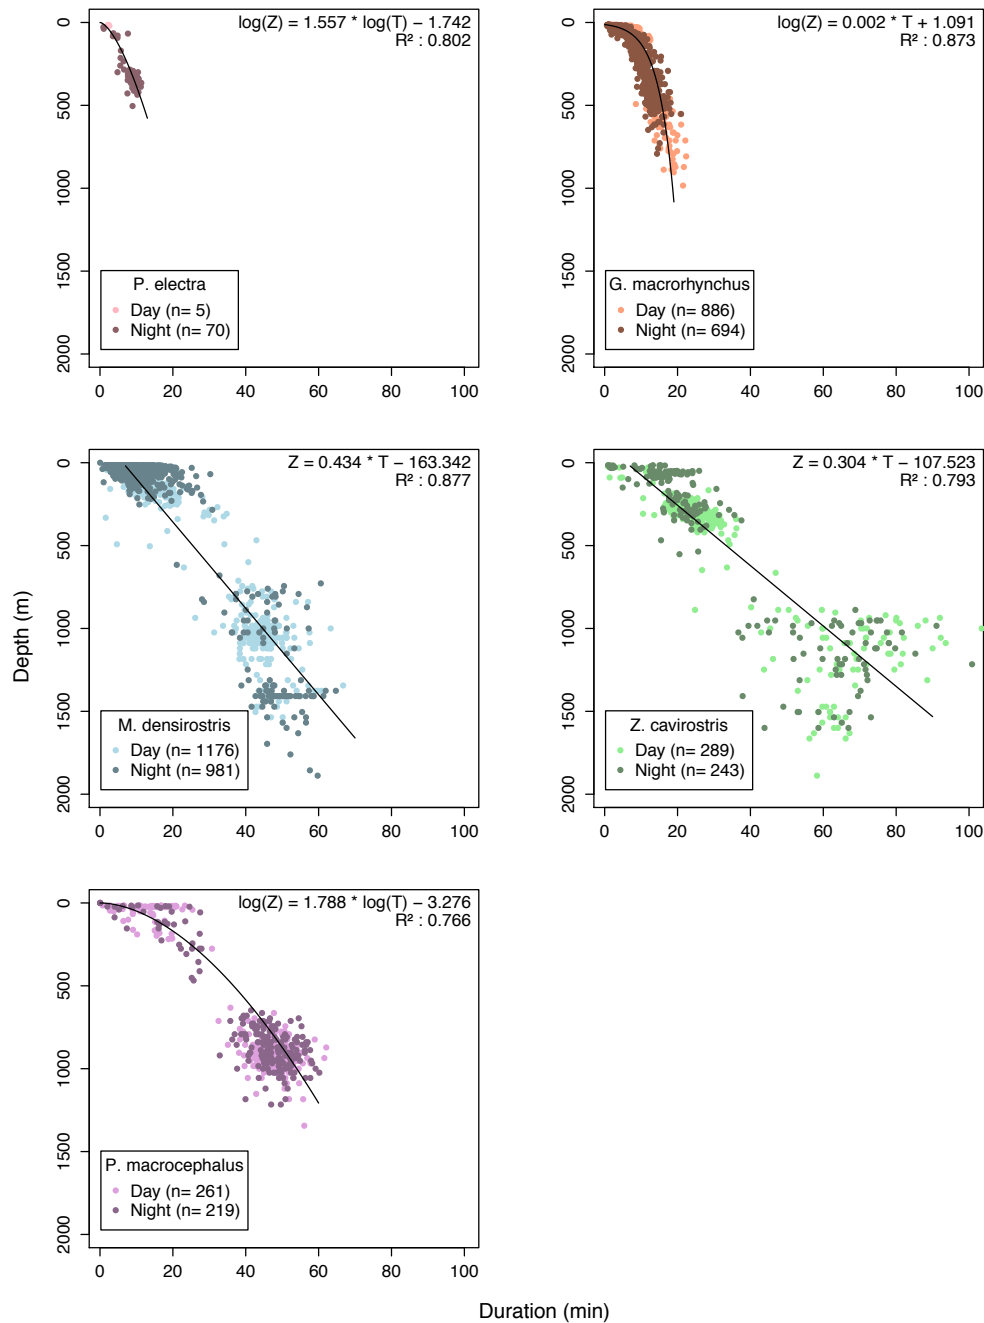 log(Z) = 1.557 * log(T) − 1.742
R² : 0.802
0
500
1000
1500
2000
P. electra
Day (n= 5)
Night (n= 70)
0 20 40 60 80 100
log(Z) = 0.002 * T + 1.091
R² : 0.873
0
500
1000
1500
2000
G. macrorhynchus
Day (n= 886)
Night (n= 694)
0 20 40 60 80 100
Depth (m)
Z = 0.434 * T − 163.342
R² : 0.877
0
500
1000
1500
2000
M. densirostris
Day (n= 1176)
Night (n= 981)
0 20 40 60 80 100
Z = 0.304 * T − 107.523
R² : 0.793
0
500
1000
1500
2000
Z. cavirostris
Day (n= 289)
Night (n= 243)
0 20 40 60 80 100
log(Z) = 1.788 * log(T) − 3.276
R² : 0.766
0
500
1000
1500
2000
P. macrocephalus
Day (n= 261)
Night (n= 219)
0 20 40 60 80 100
Duration (min)